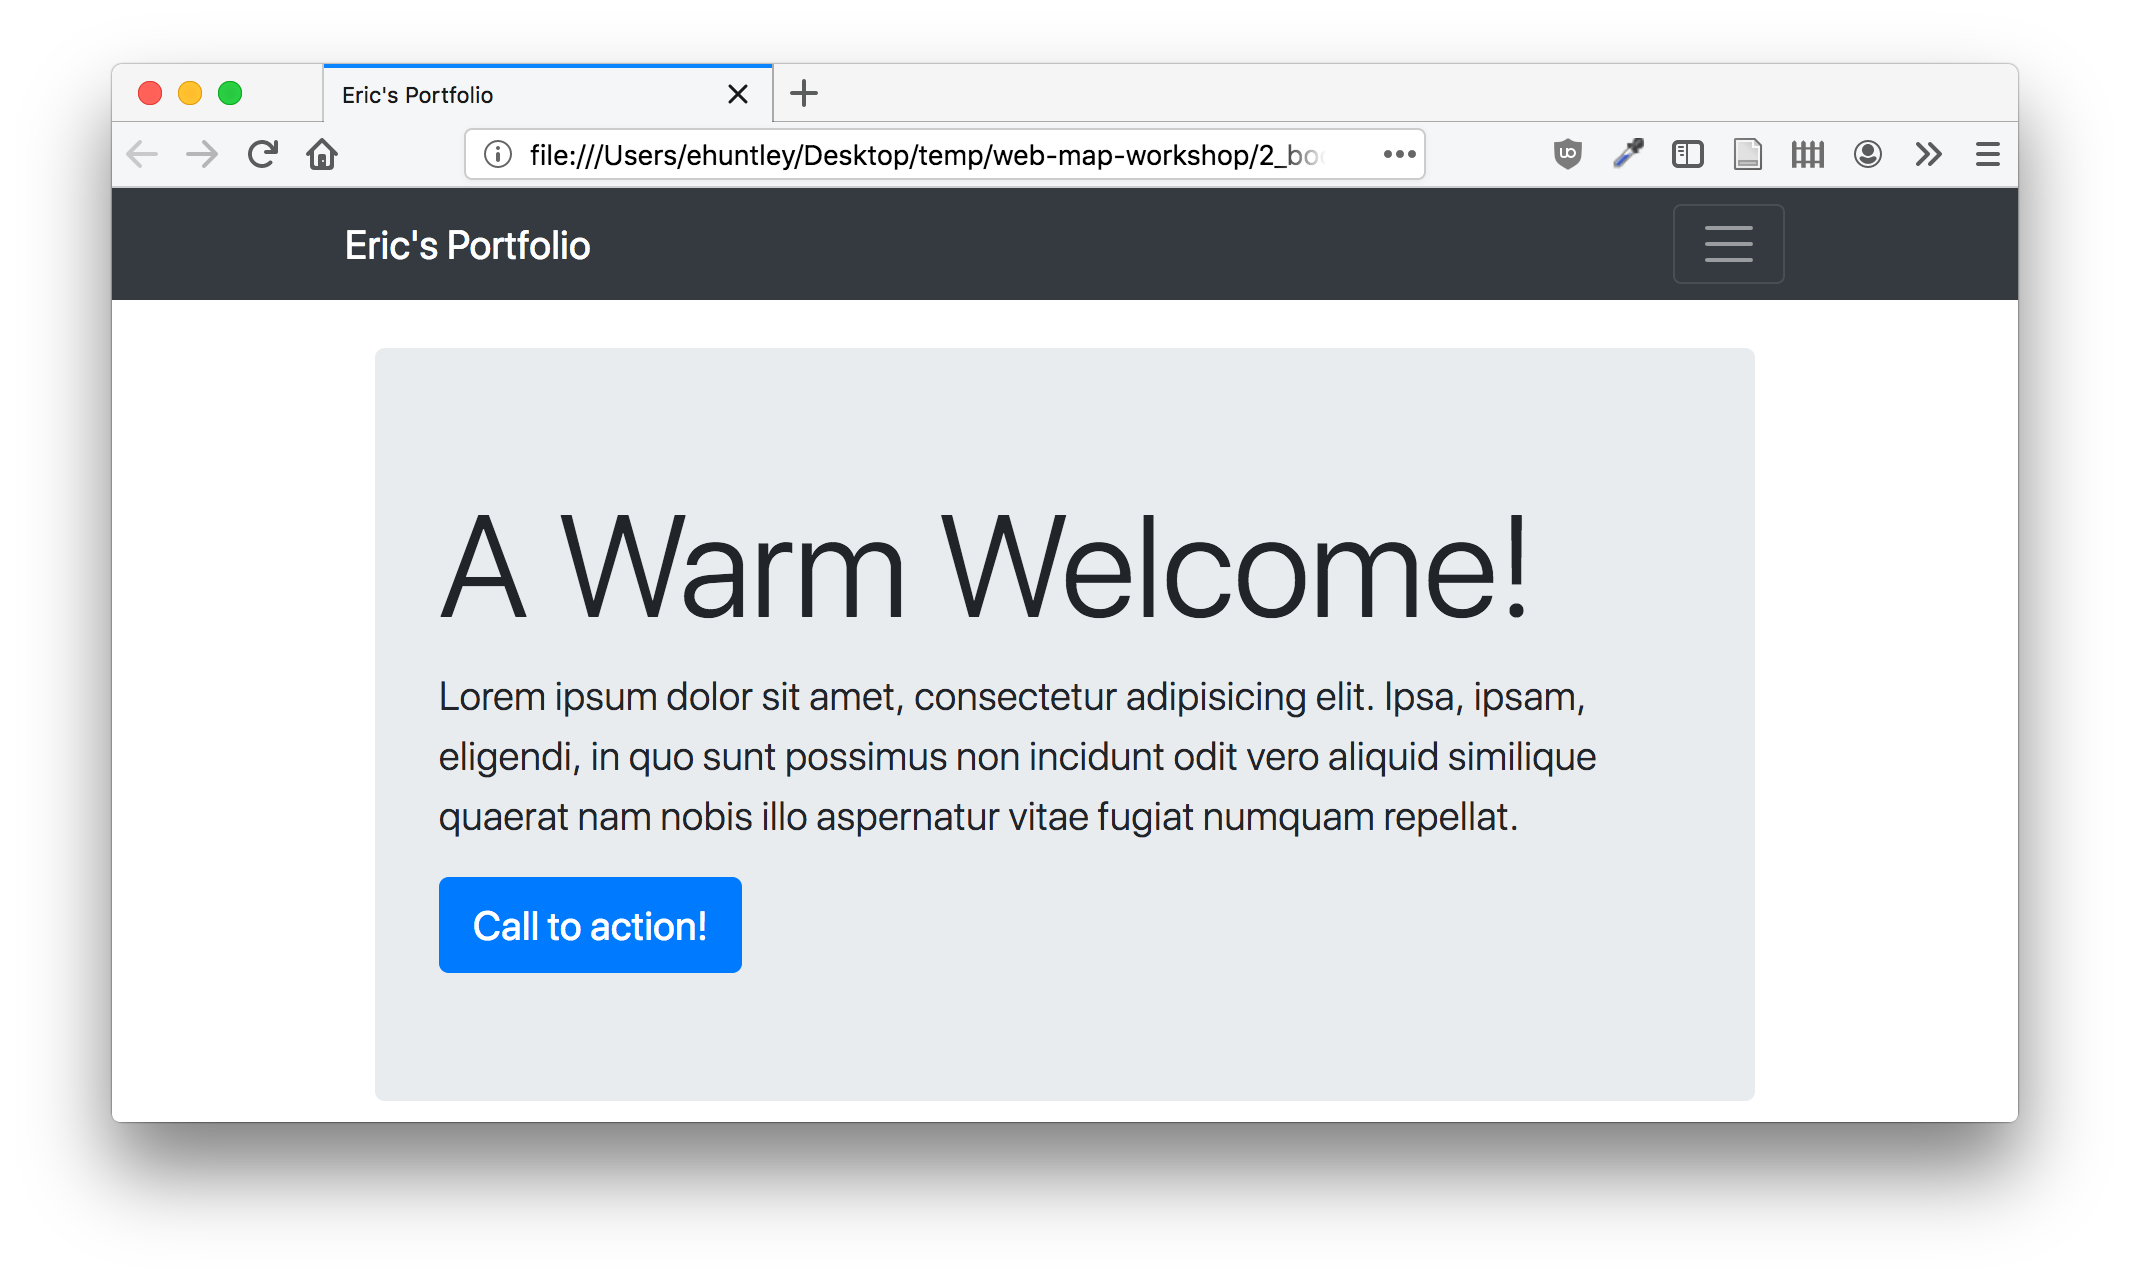 Eric's Portfolio
file:///Users/ehuntley/Desktop/temp/web-map-workshop/2_bo
Eric's Portfolio
A Warm Welcome!
Lorem ipsum dolor sit amet, consectetur adipisicing elit. Ipsa, ipsam,
eligendi, in quo sunt possimus non incidunt odit vero aliquid similique
quaerat nam nobis illo aspernatur vitae fugiat numquam repellat.
Call to action!